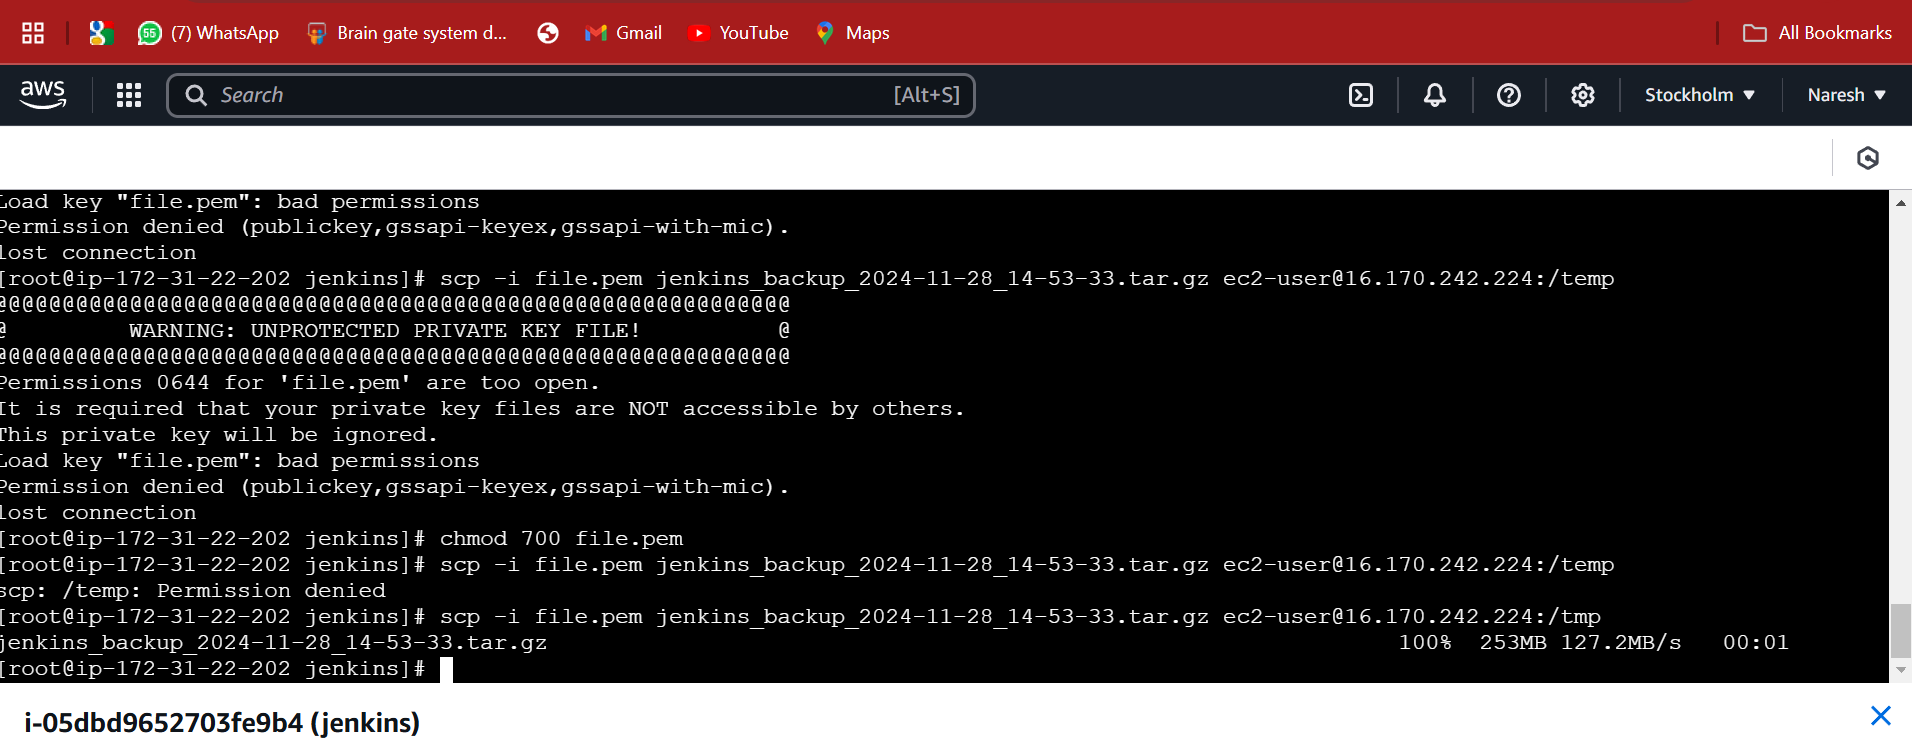 (7) WhatsApp Brain gate system d... Gmail YouTube Maps All Bookmarks
55
aws Search [Alt+S] Stockholm Naresh
Load key "file.pem": bad permissions
Permission denied (publickey,gssapi-keyex,gssapi-with-mic).
lost connection
[root@ip-172-31-22-202 jenkins]# scp -i file.pem jenkins_backup_2024-11-28_14-53-33.tar.gz ec2-user@16.170.242.224:/temp
@@@@@@@@@@@@@@@@@@@@@@@@@@@@@@@@@@@@@@@@@@@@@@@@@@@@@@@@@@@
@         WARNING: UNPROTECTED PRIVATE KEY FILE!          @
@@@@@@@@@@@@@@@@@@@@@@@@@@@@@@@@@@@@@@@@@@@@@@@@@@@@@@@@@@@
Permissions 0644 for 'file.pem' are too open.
It is required that your private key files are NOT accessible by others.
This private key will be ignored.
Load key "file.pem": bad permissions
Permission denied (publickey,gssapi-keyex,gssapi-with-mic).
lost connection
[root@ip-172-31-22-202 jenkins]# chmod 700 file.pem
[root@ip-172-31-22-202 jenkins]# scp -i file.pem jenkins_backup_2024-11-28_14-53-33.tar.gz ec2-user@16.170.242.224:/temp
scp: /temp: Permission denied
[root@ip-172-31-22-202 jenkins]# scp -i file.pem jenkins_backup_2024-11-28_14-53-33.tar.gz ec2-user@16.170.242.224:/tmp
jenkins_backup_2024-11-28_14-53-33.tar.gz 100% 253MB 127.2MB/s 00:01
[root@ip-172-31-22-202 jenkins]#
i-05dbd9652703fe9b4 (jenkins)